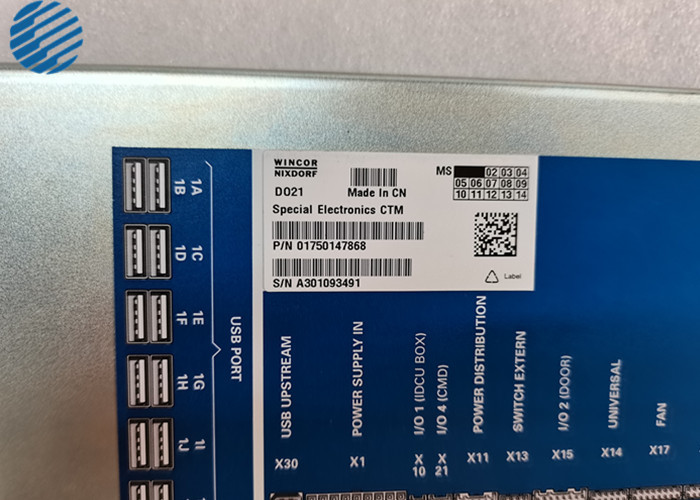 WINCOR
NIXDORF
D021
Made In CN
MS
02 03 04
05 06 07 08 09
10 11 12 13 14
Special Electronics CTM
P/N 01750147868
S/N A301093491
Label
1A
1B
1C
1D
1E
1F
1G
1H
1I
1J
USB PORT
USB UPSTREAM
X30
POWER SUPPLY IN
X1
I/O 1 (IDCU BOX)
X
10
I/O 4 (CMD)
X
21
POWER DISTRIBUTION
X11
SWITCH EXTERN
X13
I/O 2 (DOOR)
X15
UNIVERSAL
X14
FAN
X17